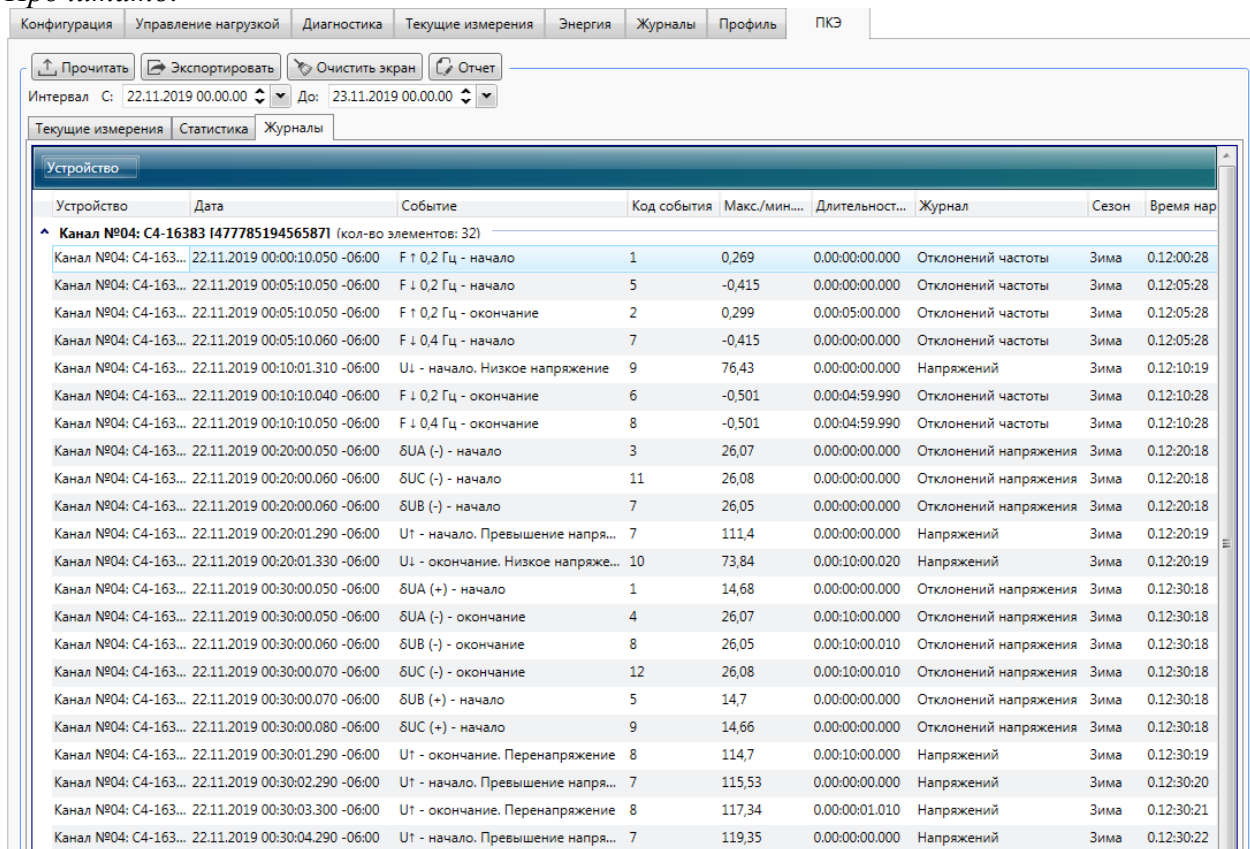 Прочитать.
Конфигурация Управление нагрузкой Диагностика Текущие измерения Энергия Журналы Профиль ПКЭ
Прочитать Экспортировать Очистить экран Отчет
Интервал С: 22.11.2019 00.00.00 До: 23.11.2019 00.00.00
Текущие измерения Статистика Журналы
Устройство
Устройство Дата Событие Код события Макс./мин.... Длительност... Журнал Сезон Время нар
Канал №04: C4-16383 [477785194565587] (кол-во элементов: 32)
Канал №04: C4-163... 22.11.2019 00:00:10.050 -06:00 F ↑ 0,2 Гц - начало 1 0,269 0.00:00:00.000 Отклонений частоты Зима 0.12:00:28
Канал №04: C4-163... 22.11.2019 00:05:10.050 -06:00 F ↓ 0,2 Гц - начало 5 -0,415 0.00:00:00.000 Отклонений частоты Зима 0.12:05:28
Канал №04: C4-163... 22.11.2019 00:05:10.050 -06:00 F ↑ 0,2 Гц - окончание 2 0,299 0.00:05:00.000 Отклонений частоты Зима 0.12:05:28
Канал №04: C4-163... 22.11.2019 00:05:10.060 -06:00 F ↓ 0,4 Гц - начало 7 -0,415 0.00:00:00.000 Отклонений частоты Зима 0.12:05:28
Канал №04: C4-163... 22.11.2019 00:10:01.310 -06:00 U↓ - начало. Низкое напряжение 9 76,43 0.00:00:00.000 Напряжений Зима 0.12:10:19
Канал №04: C4-163... 22.11.2019 00:10:10.040 -06:00 F ↓ 0,2 Гц - окончание 6 -0,501 0.00:04:59.990 Отклонений частоты Зима 0.12:10:28
Канал №04: C4-163... 22.11.2019 00:10:10.050 -06:00 F ↓ 0,4 Гц - окончание 8 -0,501 0.00:04:59.990 Отклонений частоты Зима 0.12:10:28
Канал №04: C4-163... 22.11.2019 00:20:00.050 -06:00 δUA (-) - начало 3 26,07 0.00:00:00.000 Отклонений напряжения Зима 0.12:20:18
Канал №04: C4-163... 22.11.2019 00:20:00.060 -06:00 δUC (-) - начало 11 26,08 0.00:00:00.000 Отклонений напряжения Зима 0.12:20:18
Канал №04: C4-163... 22.11.2019 00:20:00.060 -06:00 δUB (-) - начало 7 26,05 0.00:00:00.000 Отклонений напряжения Зима 0.12:20:18
Канал №04: C4-163... 22.11.2019 00:20:01.290 -06:00 U↑ - начало. Превышение напря... 7 111,4 0.00:00:00.000 Напряжений Зима 0.12:20:19
Канал №04: C4-163... 22.11.2019 00:20:01.330 -06:00 U↓ - окончание. Низкое напряже... 10 73,84 0.00:10:00.020 Напряжений Зима 0.12:20:19
Канал №04: C4-163... 22.11.2019 00:30:00.050 -06:00 δUA (+) - начало 1 14,68 0.00:00:00.000 Отклонений напряжения Зима 0.12:30:18
Канал №04: C4-163... 22.11.2019 00:30:00.050 -06:00 δUA (-) - окончание 4 26,07 0.00:10:00.000 Отклонений напряжения Зима 0.12:30:18
Канал №04: C4-163... 22.11.2019 00:30:00.060 -06:00 δUB (-) - окончание 8 26,05 0.00:10:00.010 Отклонений напряжения Зима 0.12:30:18
Канал №04: C4-163... 22.11.2019 00:30:00.070 -06:00 δUC (-) - окончание 12 26,08 0.00:10:00.010 Отклонений напряжения Зима 0.12:30:18
Канал №04: C4-163... 22.11.2019 00:30:00.070 -06:00 δUB (+) - начало 5 14,7 0.00:00:00.000 Отклонений напряжения Зима 0.12:30:18
Канал №04: C4-163... 22.11.2019 00:30:00.080 -06:00 δUC (+) - начало 9 14,66 0.00:00:00.000 Отклонений напряжения Зима 0.12:30:18
Канал №04: C4-163... 22.11.2019 00:30:01.290 -06:00 U↑ - окончание. Перенапряжение 8 114,7 0.00:10:00.000 Напряжений Зима 0.12:30:19
Канал №04: C4-163... 22.11.2019 00:30:02.290 -06:00 U↑ - начало. Превышение напря... 7 115,53 0.00:00:00.000 Напряжений Зима 0.12:30:20
Канал №04: C4-163... 22.11.2019 00:30:03.300 -06:00 U↑ - окончание. Перенапряжение 8 117,34 0.00:00:01.010 Напряжений Зима 0.12:30:21
Канал №04: C4-163... 22.11.2019 00:30:04.290 -06:00 U↑ - начало. Превышение напря... 7 119,35 0.00:00:00.000 Напряжений Зима 0.12:30:22